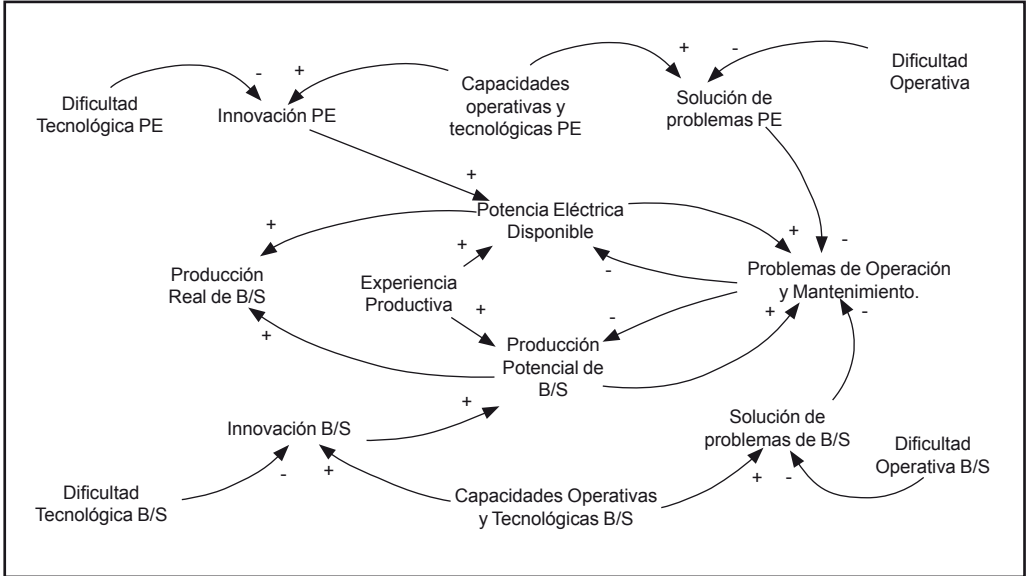 Dificultad
Tecnológica PE
-
+
Innovación PE
Capacidades
operativas y
tecnológicas PE
+
-
Solución de
problemas PE
Dificultad
Operativa
+
Potencia Eléctrica
Disponible
+
+
-
+
-
Producción
Real de B/S
Experiencia
Productiva
Problemas de Operación
y Mantenimiento.
+
-
+
-
+
Producción
Potencial de
B/S
+
Innovación B/S
Solución de
problemas de B/S
-
+
+
-
Dificultad
Operativa B/S
Dificultad
Tecnológica B/S
Capacidades Operativas
y Tecnológicas B/S